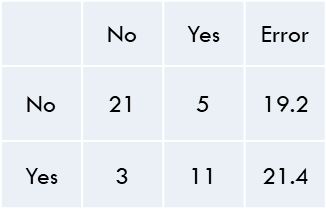 No Yes Error
No 21 5 19.2
Yes 3 11 21.4